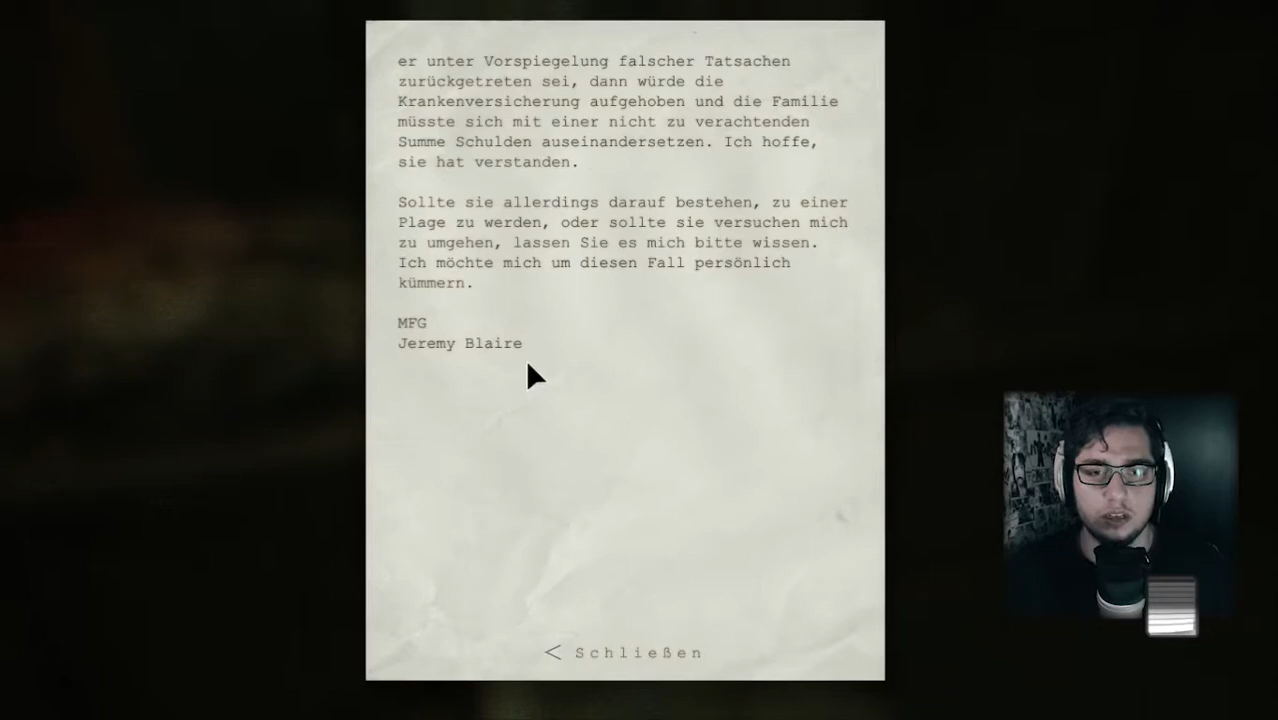 er unter Vorspiegelung falscher Tatsachen
zurückgetreten sei, dann würde die
Krankenversicherung aufgehoben und die Familie
müsste sich mit einer nicht zu verachtenden
Summe Schulden auseinandersetzen. Ich hoffe,
sie hat verstanden.
Sollte sie allerdings darauf bestehen, zu einer
Plage zu werden, oder sollte sie versuchen mich
zu umgehen, lassen Sie es mich bitte wissen.
Ich möchte mich um diesen Fall persönlich
kümmern.
MFG
Jeremy Blaire
< Schließen